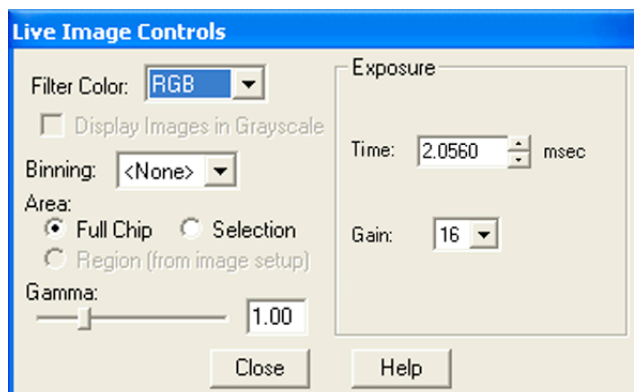 Live Image Controls
Filter Color: RGB
Display Images in Grayscale
Binning: <None>
Area:
Full Chip Selection
Region (from image setup)
Gamma:
1.00
Exposure
Time: 2.0560 msec
Gain: 16
Close Help